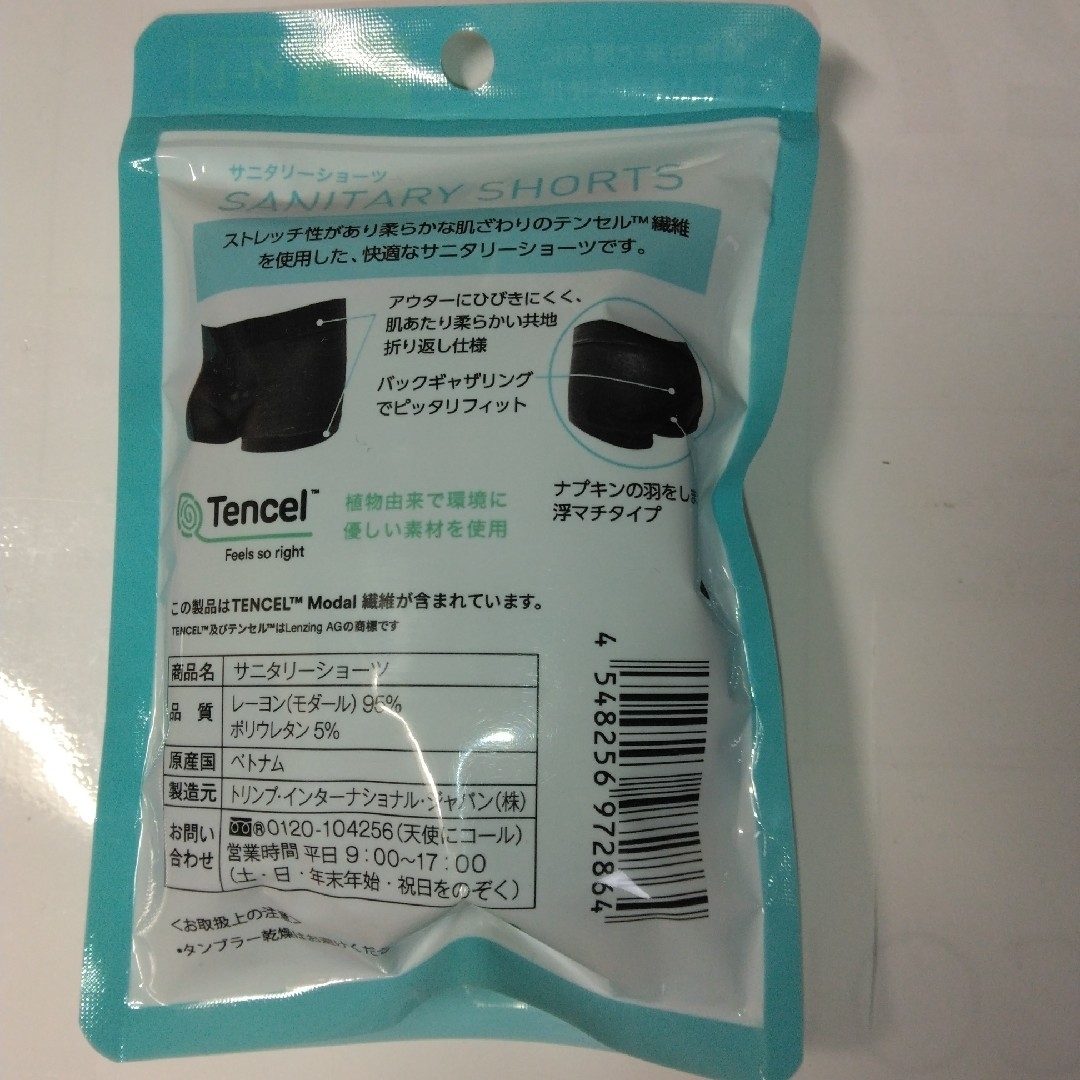 サニタリーショーツ
SANITARY SHORTS
ストレッチ性があり柔らかな肌ざわりのテンセル™繊維
を使用した、快適なサニタリーショーツです。
アウターにひびきにくく、
肌あたり柔らかい共地
折り返し仕様
バックギャザリング
でピッタリフィット
ナプキンの羽をしま
浮マチタイプ
Tencel™
Feels so right
植物由来で環境に
優しい素材を使用
この製品はTENCEL™ Modal 繊維が含まれています。
TENCEL™及びテンセル™はLenzing AGの商標です
商品名 サニタリーショーツ
品 質 レーヨン(モダール) 95%
ポリウレタン 5%
原産国 ベトナム
製造元 トリンプ・インターナショナル・ジャパン(株)
お問い合わせ
®0120-104256(天使にコール)
営業時間 平日 9:00〜17:00
(土・日・年末年始・祝日をのぞく)
<お取扱上の注意>
•タンブラー乾燥はお避けくださ
4 548256 972864